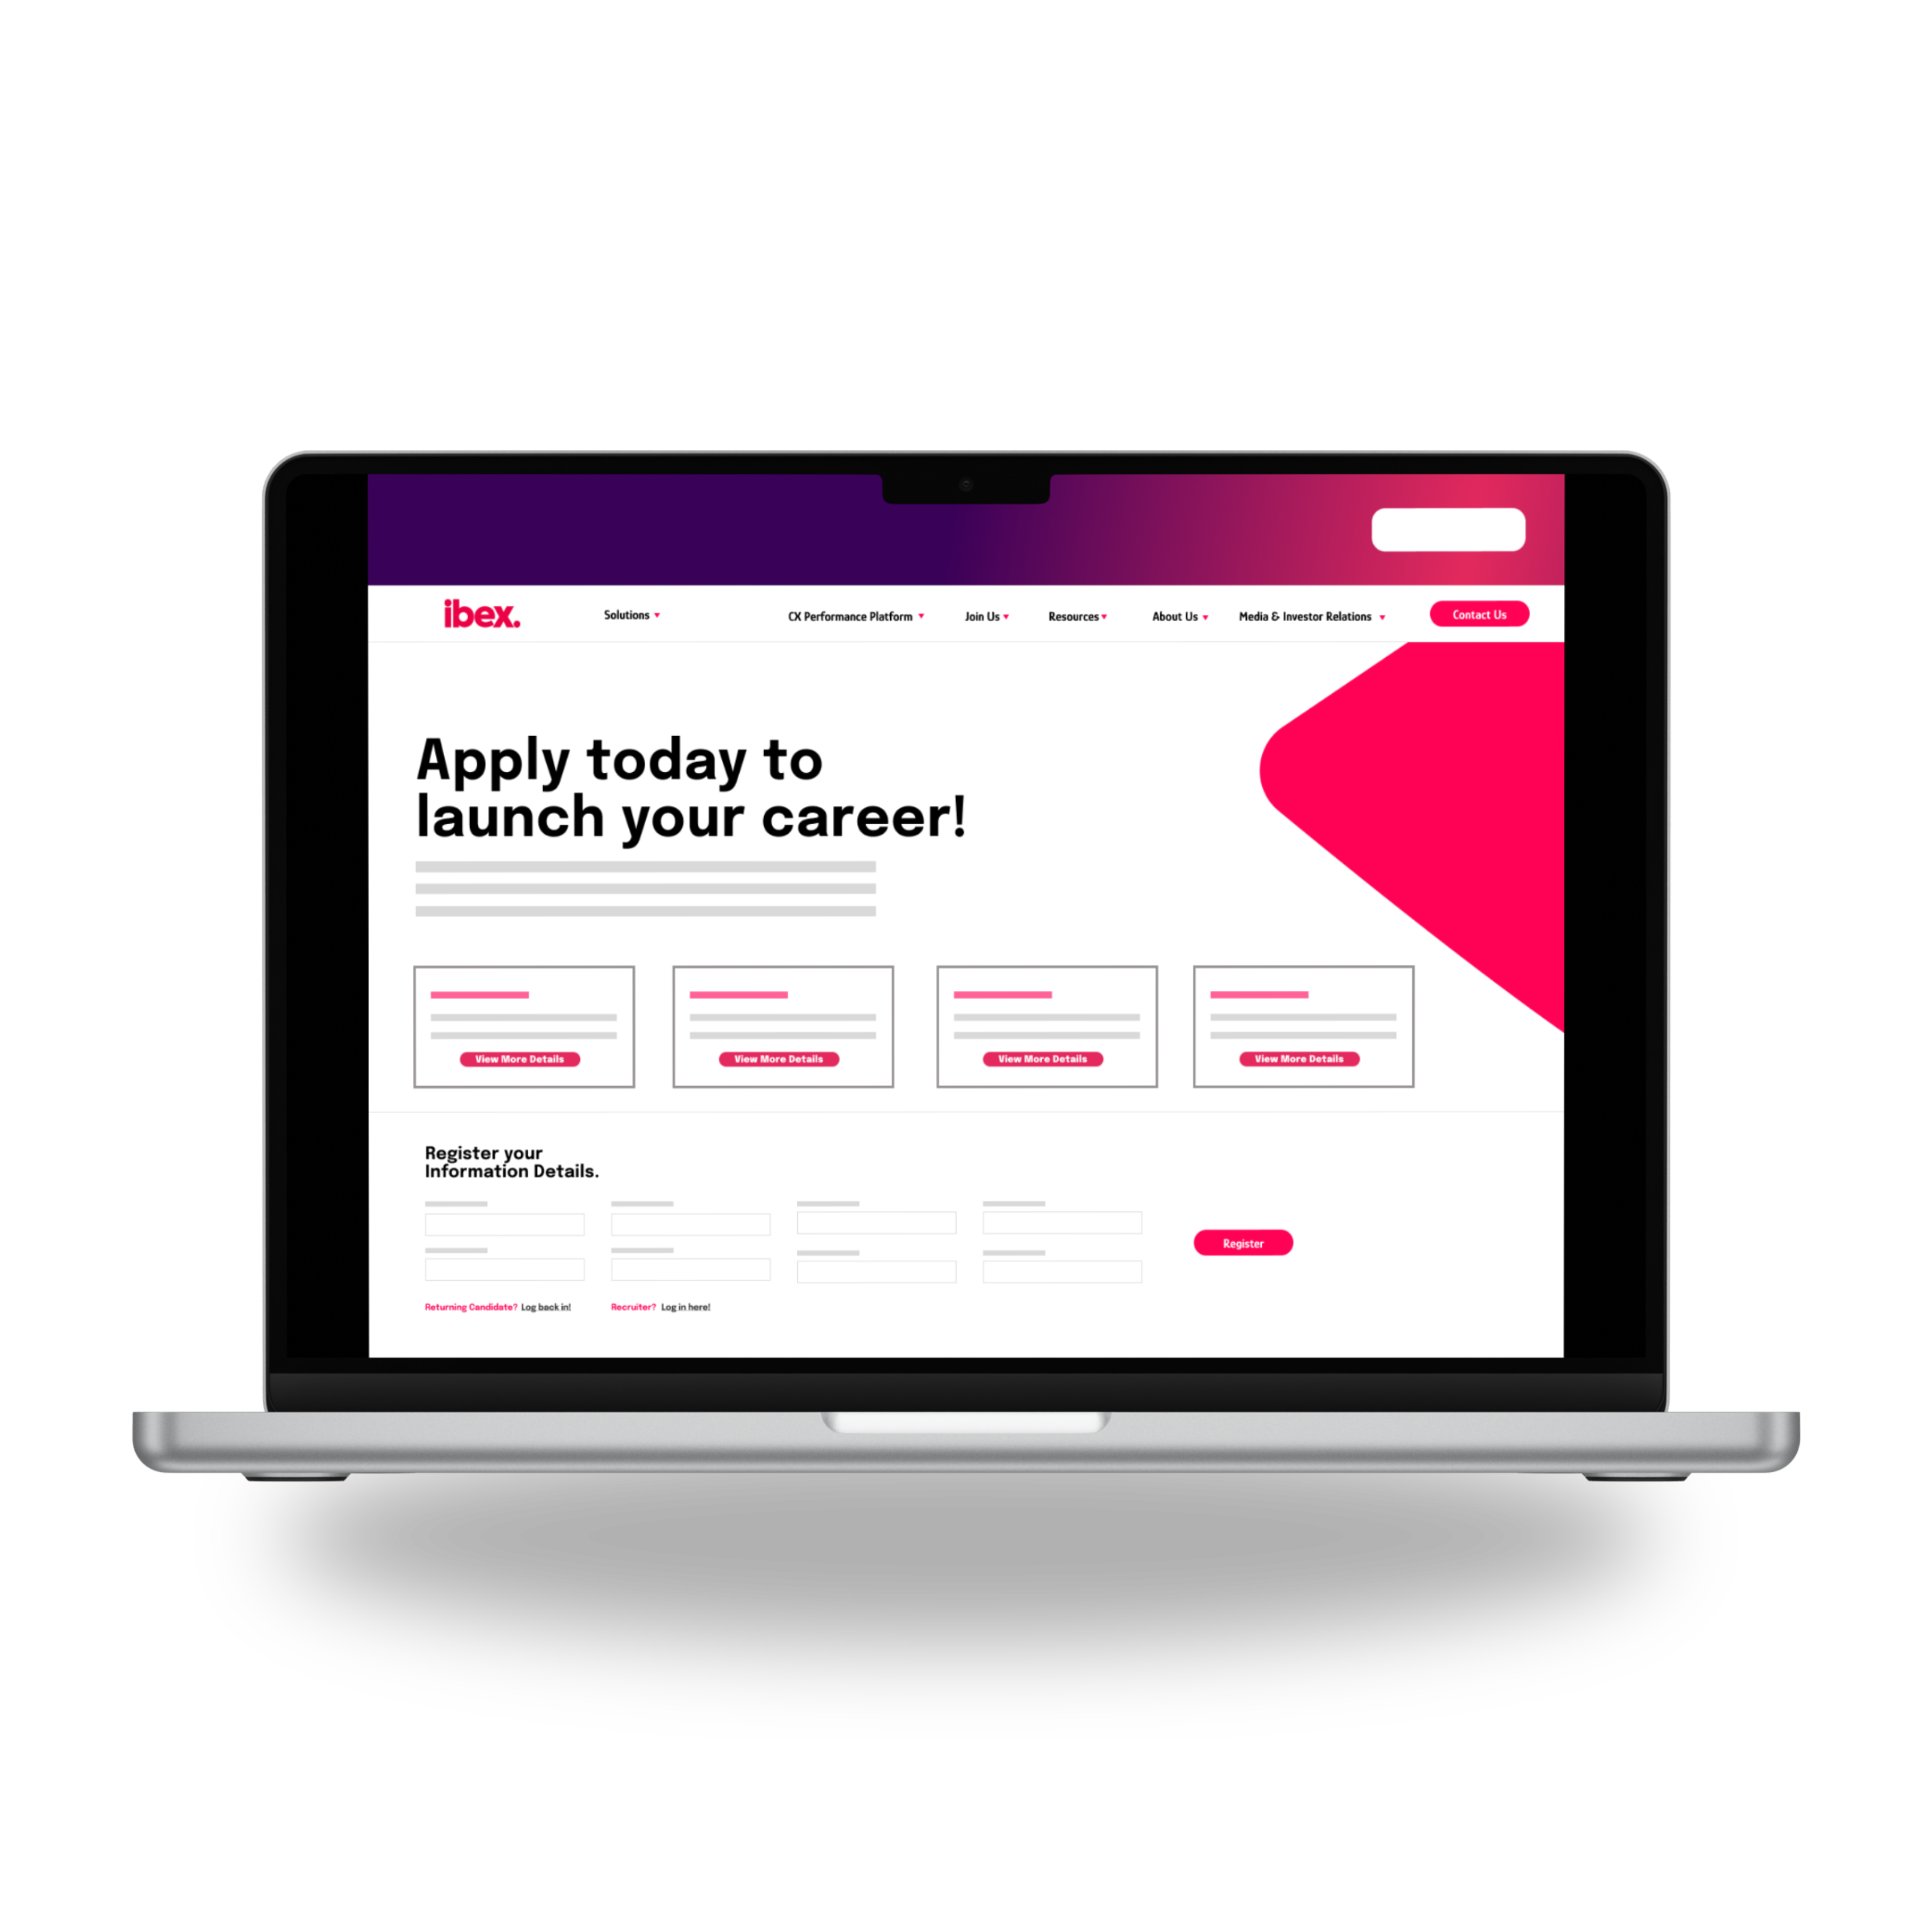 ibex.
Solutions
CX Performance Platform
Join Us
Resources
About Us
Media & Investor Relations
Contact Us
Apply today to
launch your career!
View More Details
View More Details
View More Details
View More Details
Register your
Information Details.
Register
Returning Candidate? Log back in!
Recruiter? Log in here!